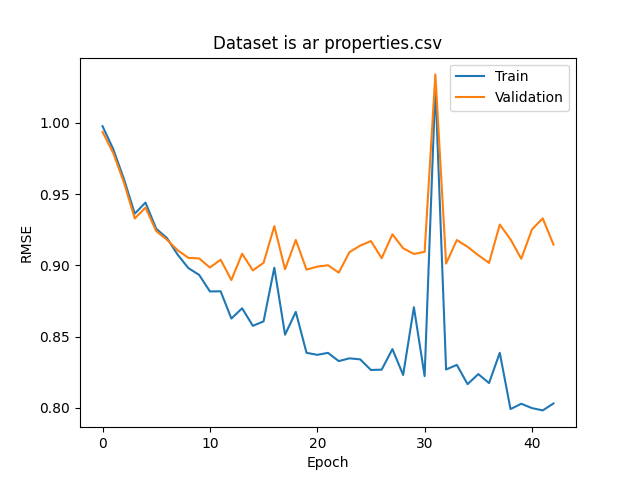 Dataset is ar properties.csv
Train
Validation
RMSE
1.00
0.95
0.90
0.85
0.80
0
10
20
30
40
Epoch